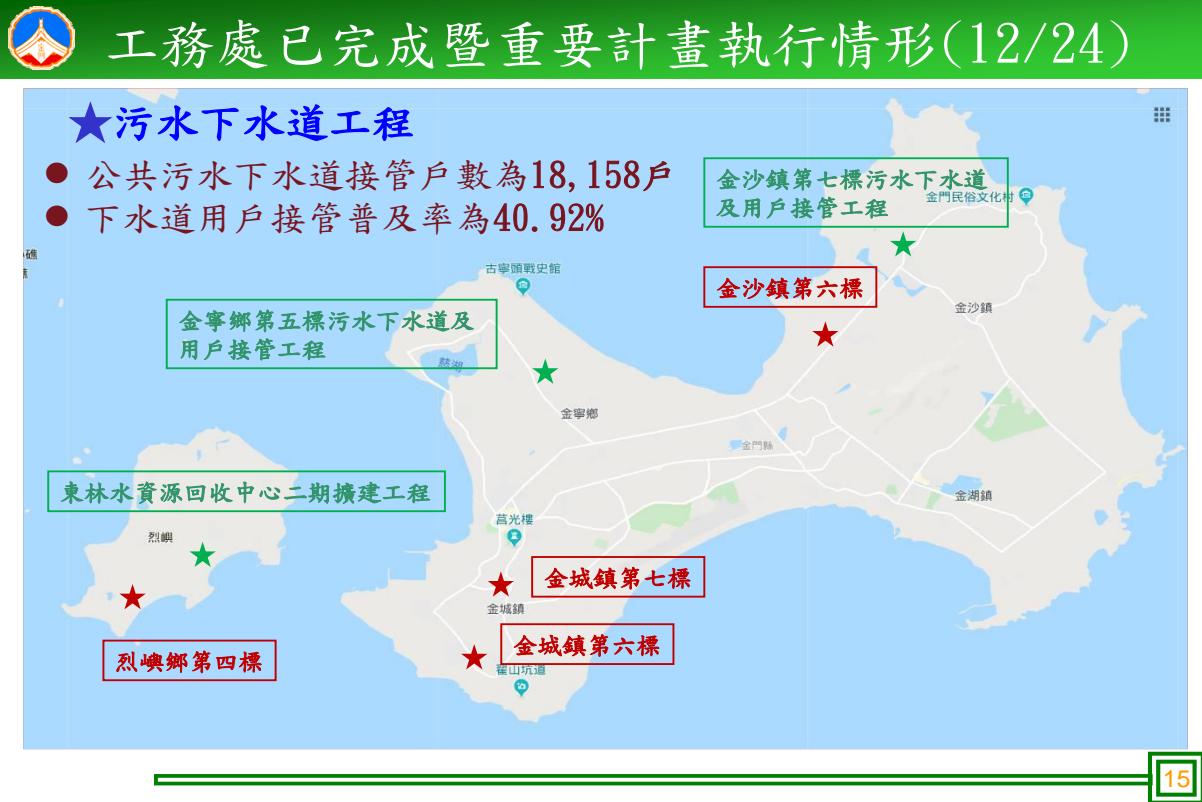 工務處已完成暨重要計畫執行情形(12/24)
★污水下水道工程
● 公共污水下水道接管戶數為18,158戶
● 下水道用戶接管普及率為40.92%
金沙鎮第七標污水下水道
及用戶接管工程
金門民俗文化村
古寧頭戰史館
金沙鎮第六標
金沙鎮
金寧鄉第五標污水下水道及
用戶接管工程
慈湖
金寧鄉
金門縣
東林水資源回收中心二期擴建工程
金湖鎮
莒光樓
烈嶼
金城鎮第七標
金城鎮
金城鎮第六標
烈嶼鄉第四標
翟山坑道
15